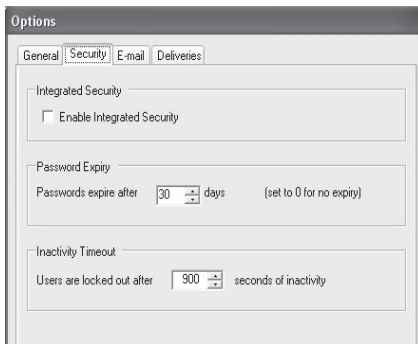 Options
General Security E-mail Deliveries
Integrated Security
Enable Integrated Security
Password Expiry
Passwords expire after 30 days (set to 0 for no expiry)
Inactivity Timeout
Users are locked out after 900 seconds of inactivity